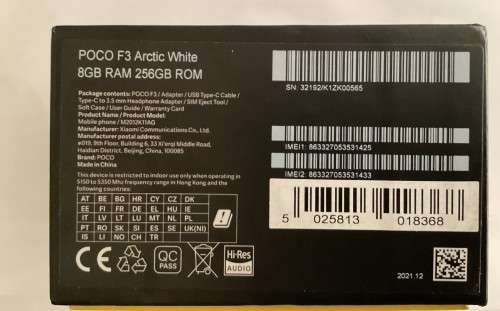 POCO F3 Arctic White
8GB RAM 256GB ROM
Package contents: POCO F3 / Adapter / USB Type-C Cable /
Type-C to 3.5 mm Headphone Adapter / SIM Eject Tool /
Soft Case / User Guide / Warranty Card
Product Name / Product Model:
Mobile phone / M2012K11AG
Manufacturer: Xiaomi Communications Co., Ltd.
#019, 9th Floor, Building 6, 33 Xi'erqi Middle Road,
Haidian District, Beijing, China, 100085
Brand: POCO
This device is restricted to indoor use only when operating in
5150 to 5350 Mhz frequency range in Hong Kong and the
following countries:
AT BE BG HR CY CZ DK
EE FI FR DE EL HU IE
IT LV LT LU MT NL PL
PT RO SK SI ES SE UK(NI)
IS LI NO CH TR
CE
QC
PASS
Hi-Res
AUDIO
SN: 32192/K1ZK00565
IMEI1: 863327053531425
IMEI2: 863327053531433
5 025813 018368
2021.12